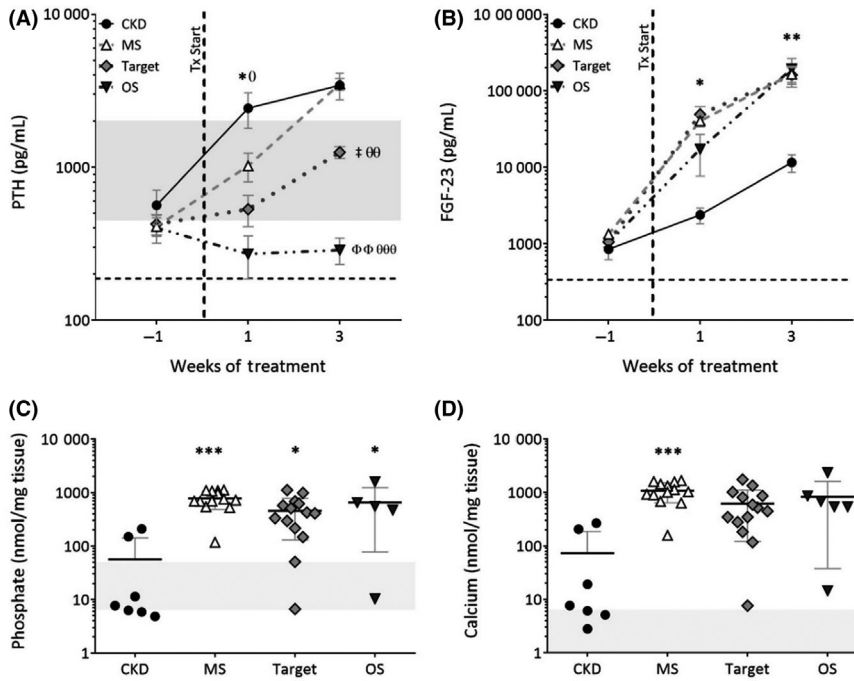 (A)
10 000
1000
100
PTH (pg/mL)
CKD
MS
Target
OS
Tx Start
*θ
‡ θθ
ΦΦ θθθ
–1
1
3
Weeks of treatment
(B)
10 00 000
100 000
10 000
1000
100
FGF-23 (pg/mL)
CKD
MS
Target
OS
Tx Start
*
**
–1
1
3
Weeks of treatment
(C)
10 000
1000
100
10
1
Phosphate (nmol/mg tissue)
***
*
*
CKD
MS
Target
OS
(D)
10 000
1000
100
10
1
Calcium (nmol/mg tissue)
***
CKD
MS
Target
OS